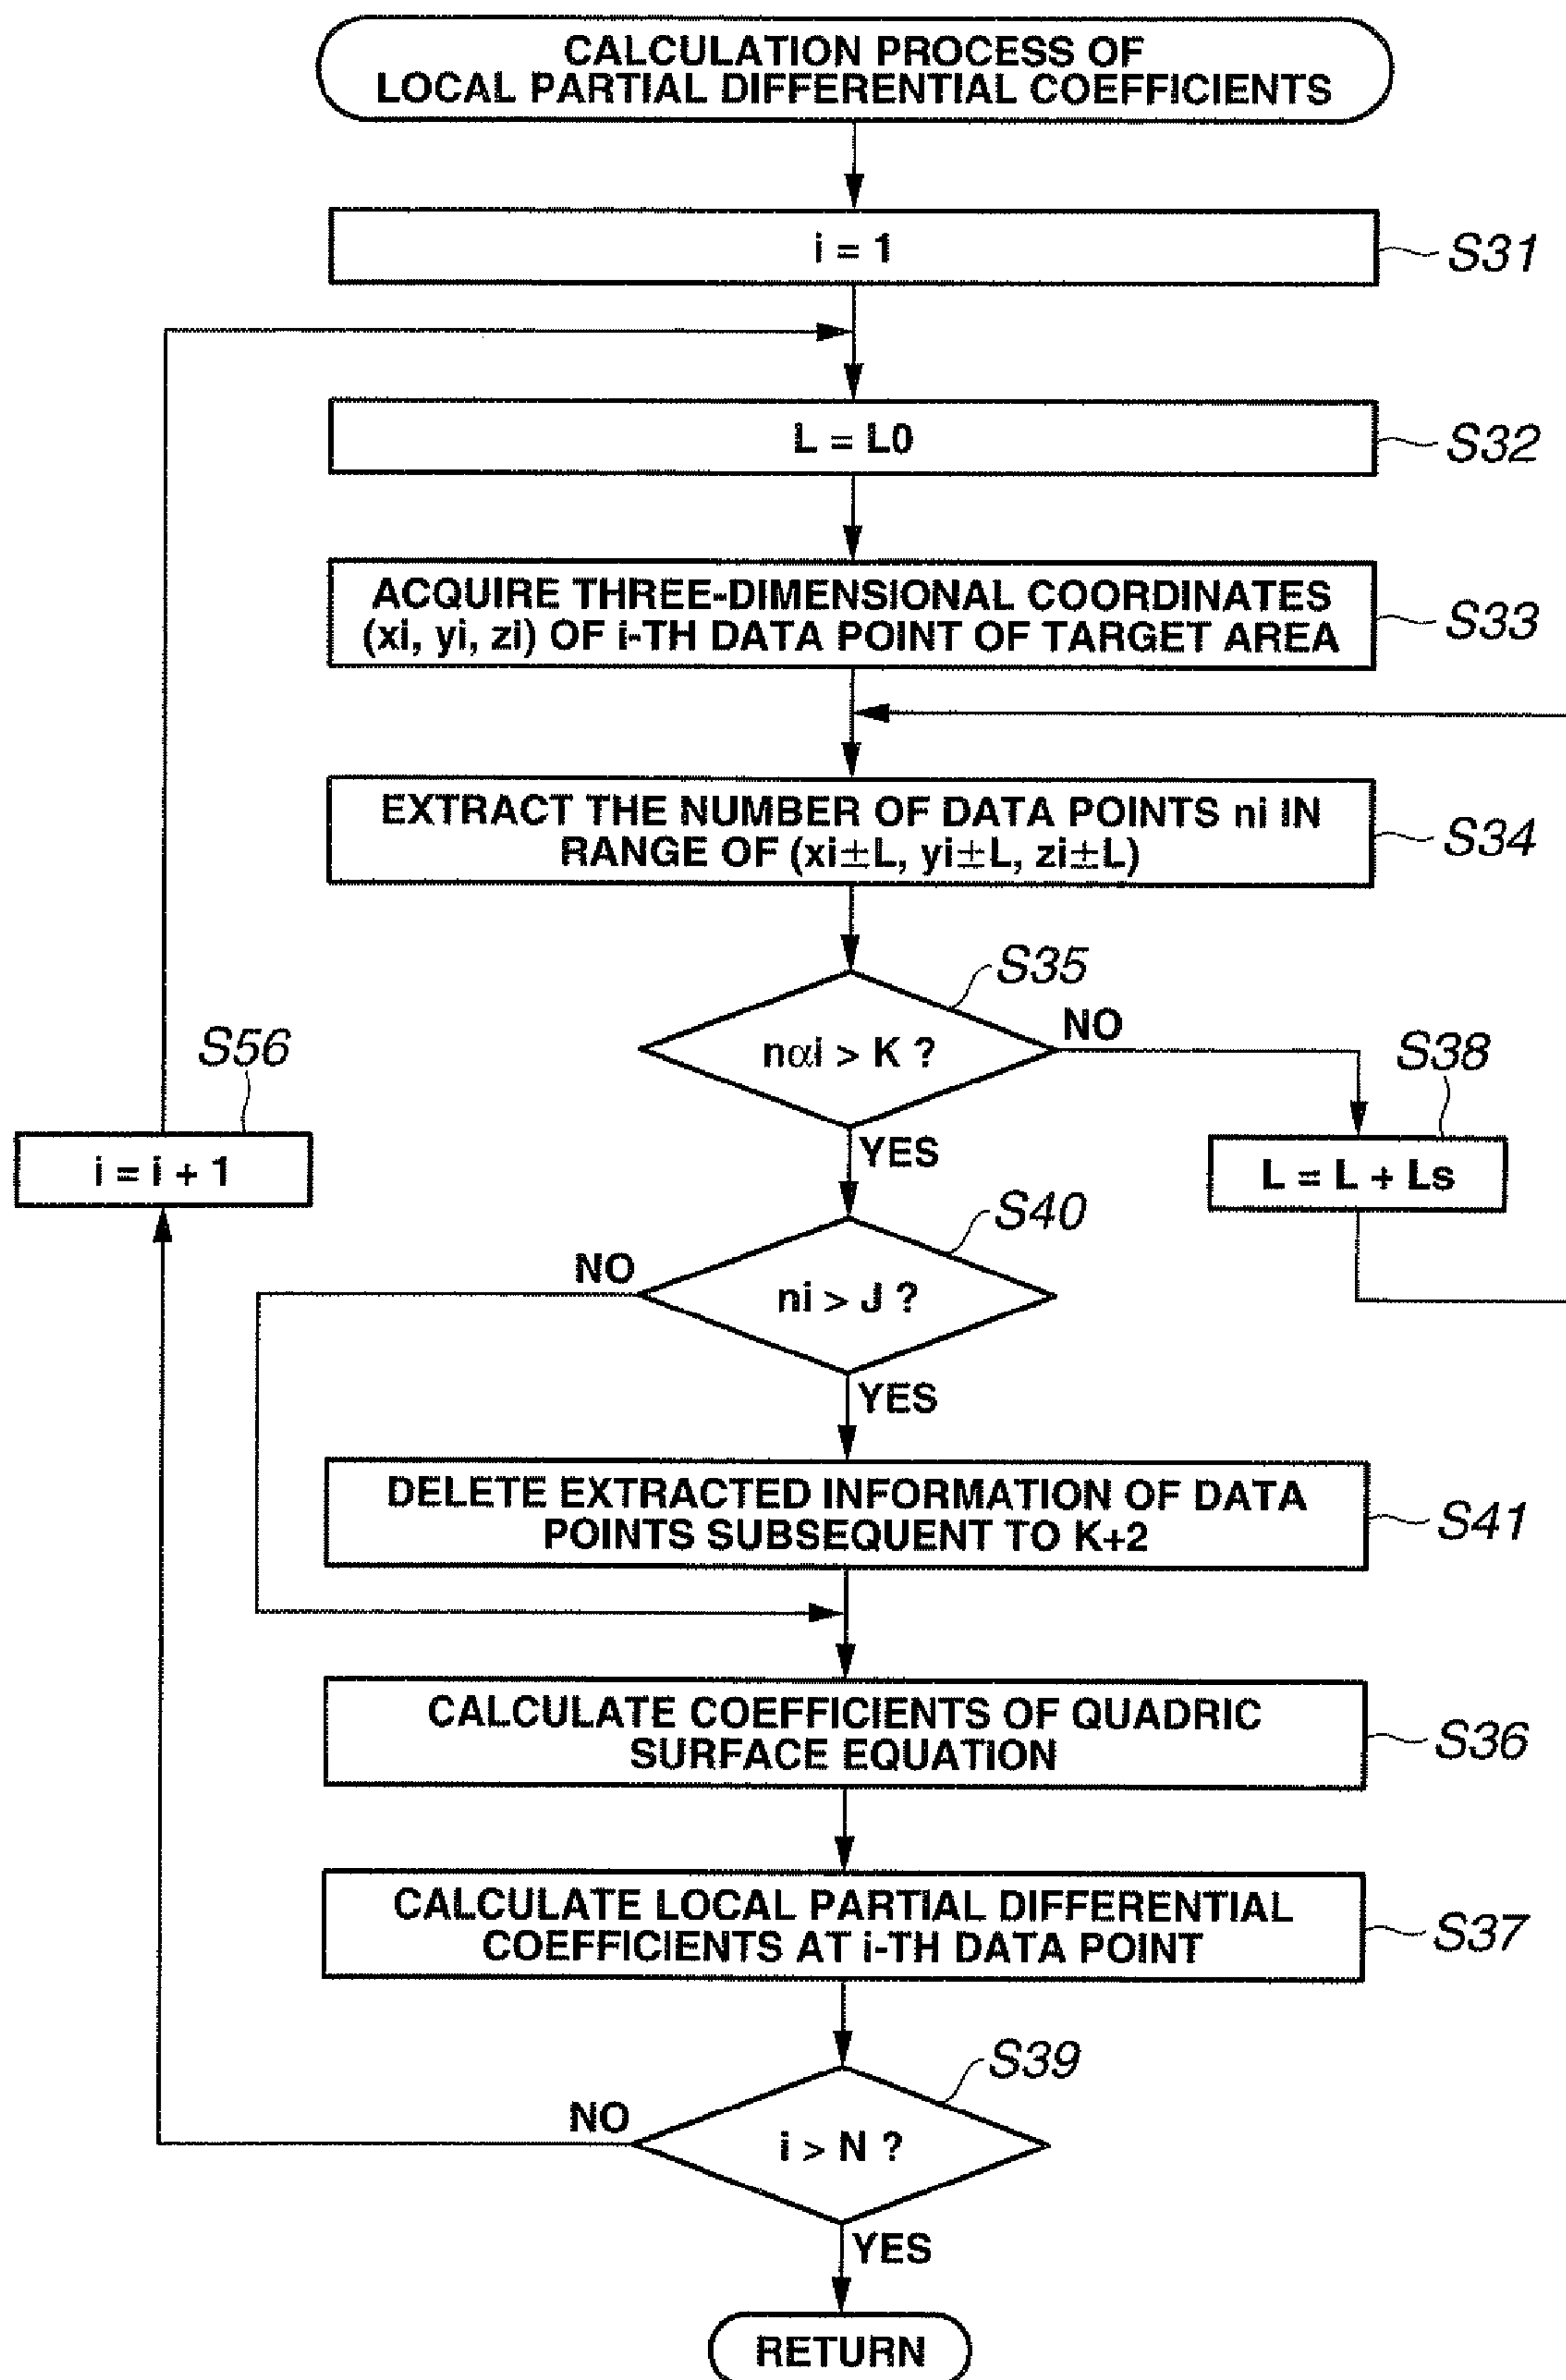 CALCULATION PROCESS OF
LOCAL PARTIAL DIFFERENTIAL COEFFICIENTS
i = 1
S31
L = L0
S32
ACQUIRE THREE-DIMENSIONAL COORDINATES
(xi, yi, zi) OF i-TH DATA POINT OF TARGET AREA
S33
EXTRACT THE NUMBER OF DATA POINTS ni IN
RANGE OF (xi±L, yi±L, zi±L)
S34
S35
nαi > K ?
NO
YES
S38
L = L + Ls
S56
i = i + 1
S40
ni > J ?
NO
YES
DELETE EXTRACTED INFORMATION OF DATA
POINTS SUBSEQUENT TO K+2
S41
CALCULATE COEFFICIENTS OF QUADRIC
SURFACE EQUATION
S36
CALCULATE LOCAL PARTIAL DIFFERENTIAL
COEFFICIENTS AT i-TH DATA POINT
S37
S39
i > N ?
NO
YES
RETURN